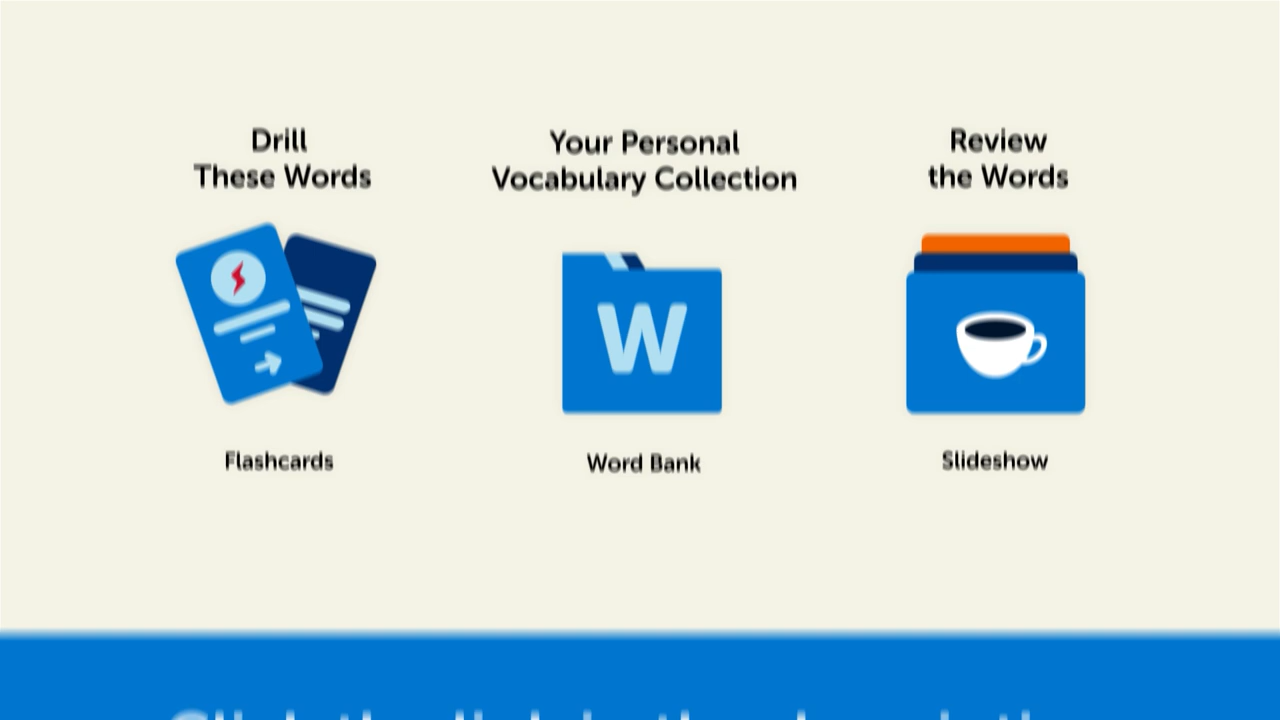 Drill
These Words
Your Personal
Vocabulary Collection
Review
the Words
W
Flashcards
Word Bank
Slideshow